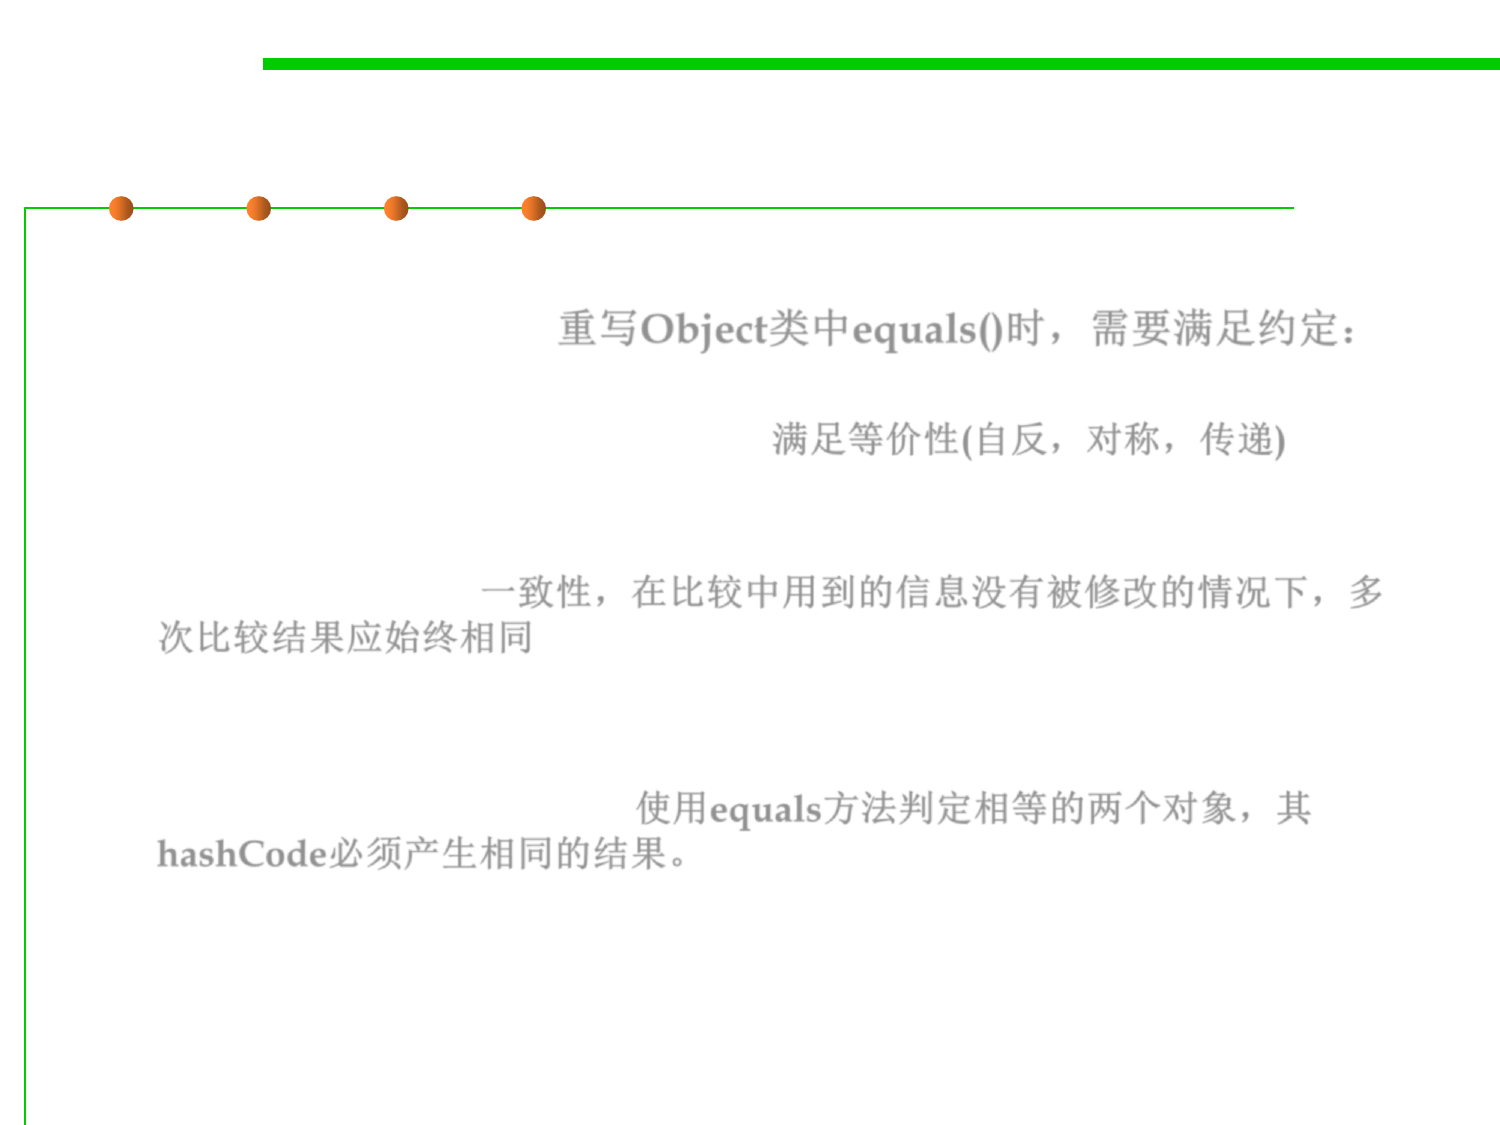 重写Object类中equals()时，需要满足约定：
满足等价性(自反，对称，传递)
一致性，在比较中用到的信息没有被修改的情况下，多
次比较结果应始终相同
使用equals方法判定相等的两个对象，其
hashCode必须产生相同的结果。